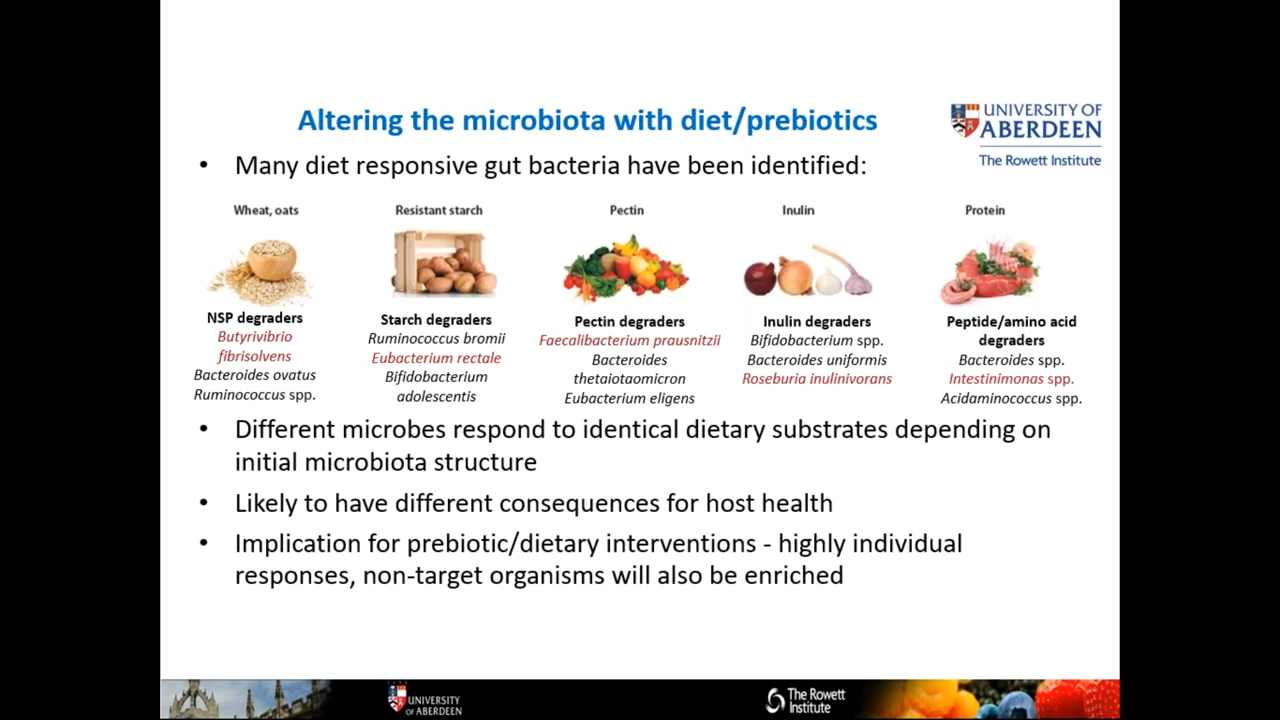 Altering the microbiota with diet/prebiotics
UNIVERSITY OF
ABERDEEN
The Rowett Institute
• Many diet responsive gut bacteria have been identified:
Wheat, oats
NSP degraders
Butyrivibrio
fibrisolvens
Bacteroides ovatus
Ruminococcus spp.
Resistant starch
Starch degraders
Ruminococcus bromii
Eubacterium rectale
Bifidobacterium
adolescentis
Pectin
Pectin degraders
Faecalibacterium prausnitzii
Bacteroides
thetaiotaomicron
Eubacterium eligens
Inulin
Inulin degraders
Bifidobacterium spp.
Bacteroides uniformis
Roseburia inulinivorans
Protein
Peptide/amino acid
degraders
Bacteroides spp.
Intestinimonas spp.
Acidaminococcus spp.
• Different microbes respond to identical dietary substrates depending on
initial microbiota structure
• Likely to have different consequences for host health
• Implication for prebiotic/dietary interventions - highly individual
responses, non-target organisms will also be enriched
UNIVERSITY
OF ABERDEEN
The Rowett
Institute